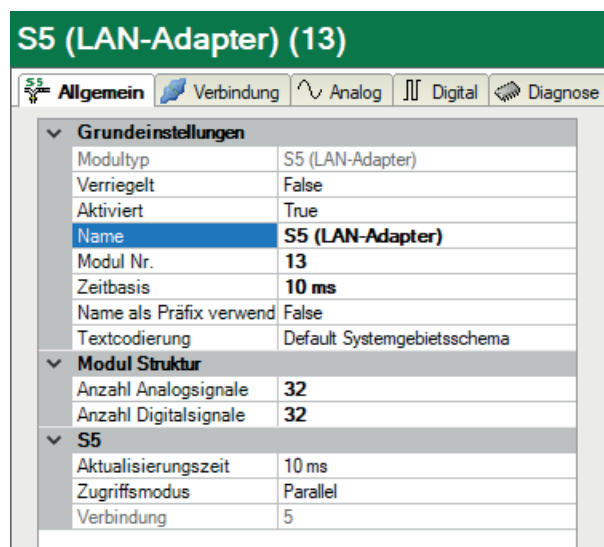 S5 (LAN-Adapter) (13)
S5 Allgemein Verbindung Analog Digital Diagnose
Grundeinstellungen
Modultyp S5 (LAN-Adapter)
Verriegelt False
Aktiviert True
Name S5 (LAN-Adapter)
Modul Nr. 13
Zeitbasis 10 ms
Name als Präfix verwend False
Textcodierung Default Systemgebietsschema
Modul Struktur
Anzahl Analogsignale 32
Anzahl Digitalsignale 32
S5
Aktualisierungszeit 10 ms
Zugriffsmodus Parallel
Verbindung 5